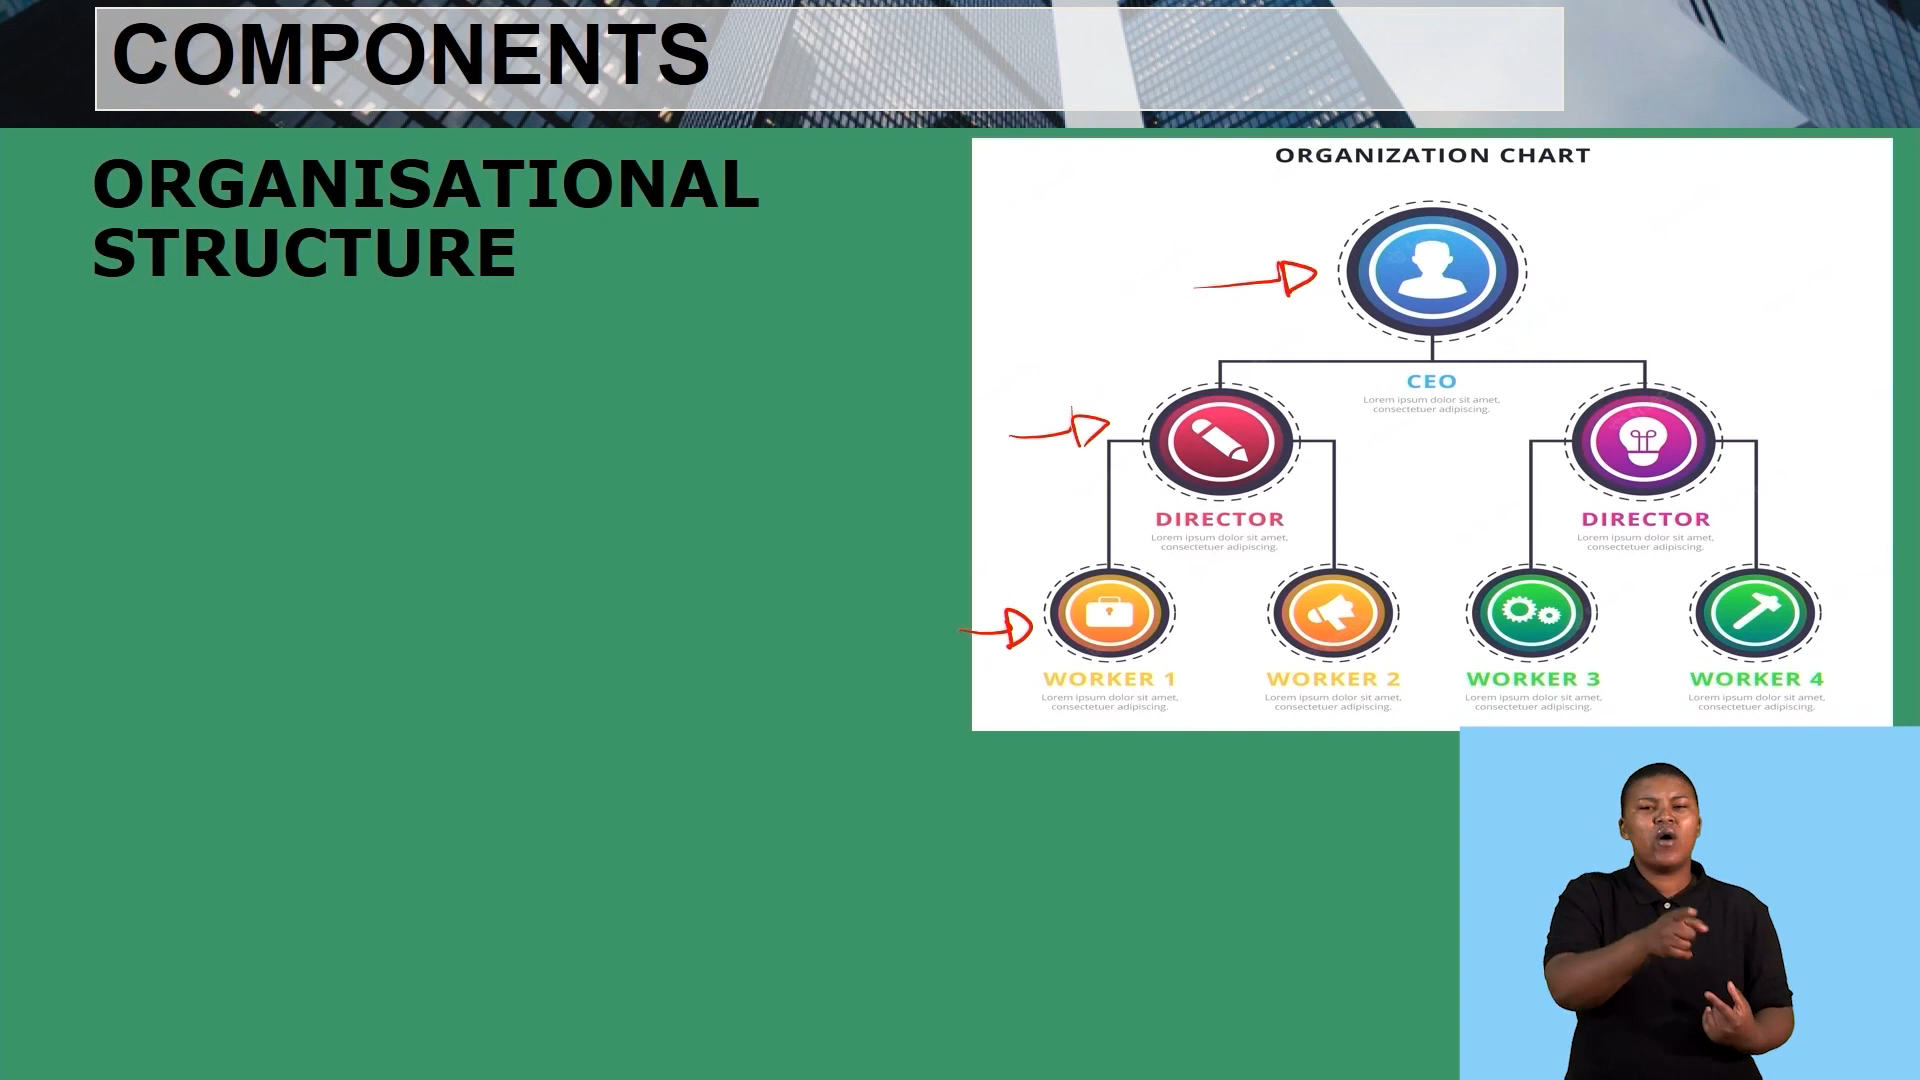 COMPONENTS
ORGANISATIONAL
STRUCTURE
ORGANIZATION CHART
CEO
Lorem ipsum dolor sit amet,
consectetuer adipiscing.
DIRECTOR
Lorem ipsum dolor sit amet,
consectetuer adipiscing.
DIRECTOR
Lorem ipsum dolor sit amet,
consectetuer adipiscing.
WORKER 1
Lorem ipsum dolor sit amet,
consectetuer adipiscing.
WORKER 2
Lorem ipsum dolor sit amet,
consectetuer adipiscing.
WORKER 3
Lorem ipsum dolor sit amet,
consectetuer adipiscing.
WORKER 4
Lorem ipsum dolor sit amet,
consectetuer adipiscing.